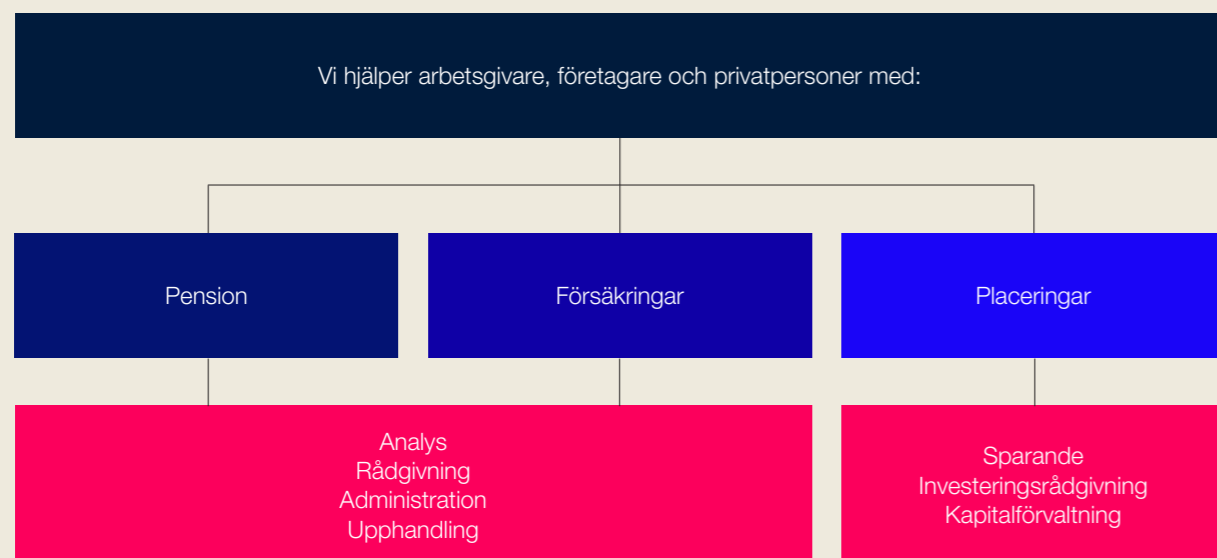 Vi hjälper arbetsgivare, företagare och privatpersoner med:
Pension
Försäkringar
Placeringar
Analys
Rådgivning
Administration
Upphandling
Sparande
Investeringsrådgivning
Kapitalförvaltning